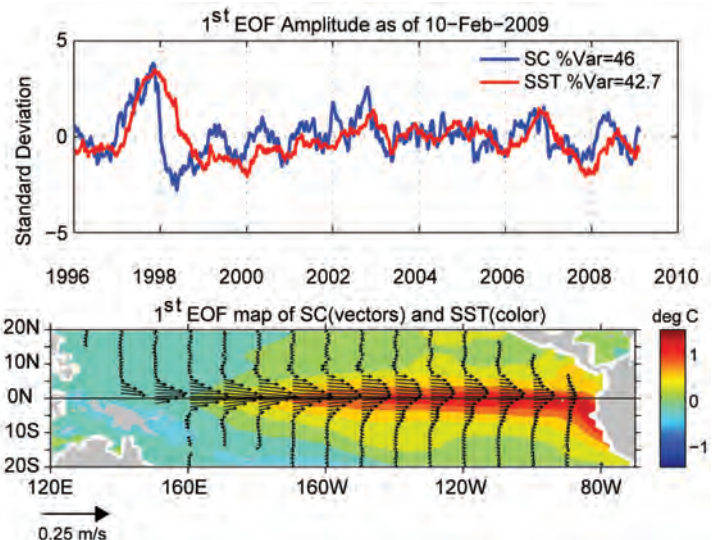 1st EOF Amplitude as of 10-Feb-2009
5
0
−5
Standard Deviation
SC %Var=46
SST %Var=42.7
1996 1998 2000 2002 2004 2006 2008 2010
1st EOF map of SC(vectors) and SST(color)
deg C
20N
10N
0N
10S
20S
1
0
−1
120E 160E 160W 120W 80W
0.25 m/s